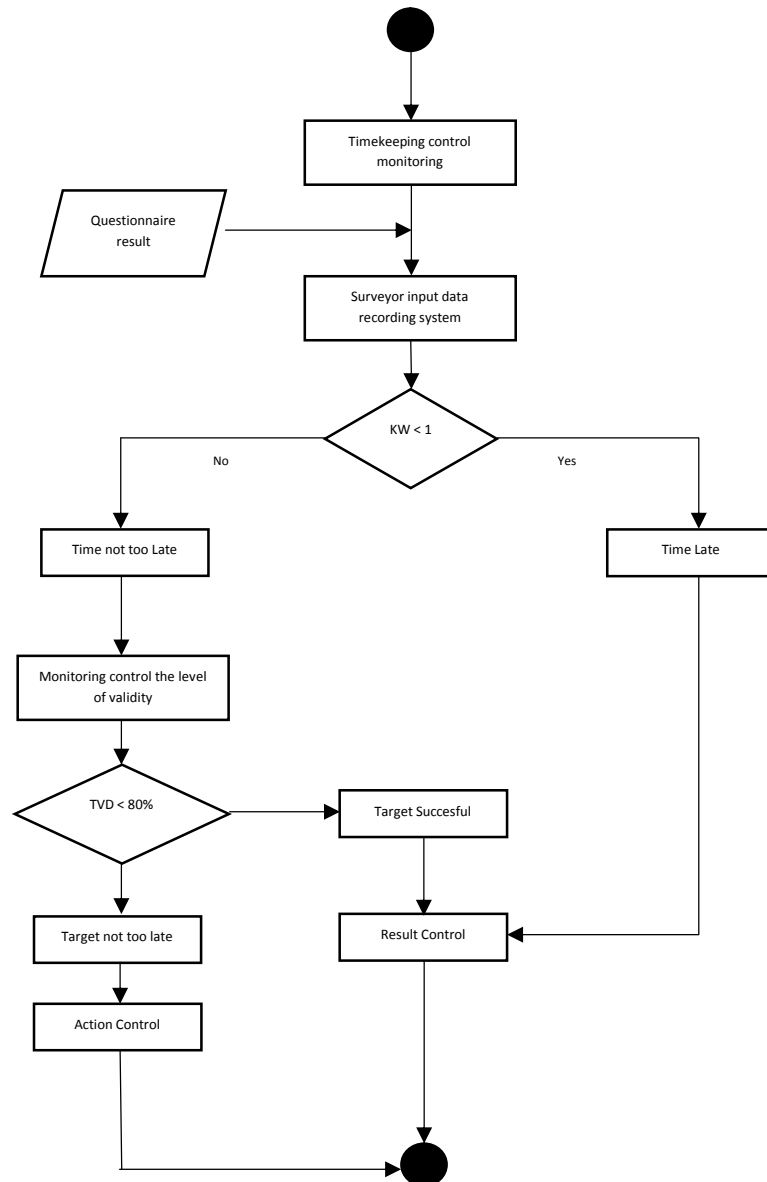 Timekeeping control
monitoring
Questionnaire
result
Surveyor input data
recording system
KW < 1
No
Yes
Time not too Late
Time Late
Monitoring control the level
of validity
TVD < 80%
Target Succesful
Target not too late
Result Control
Action Control